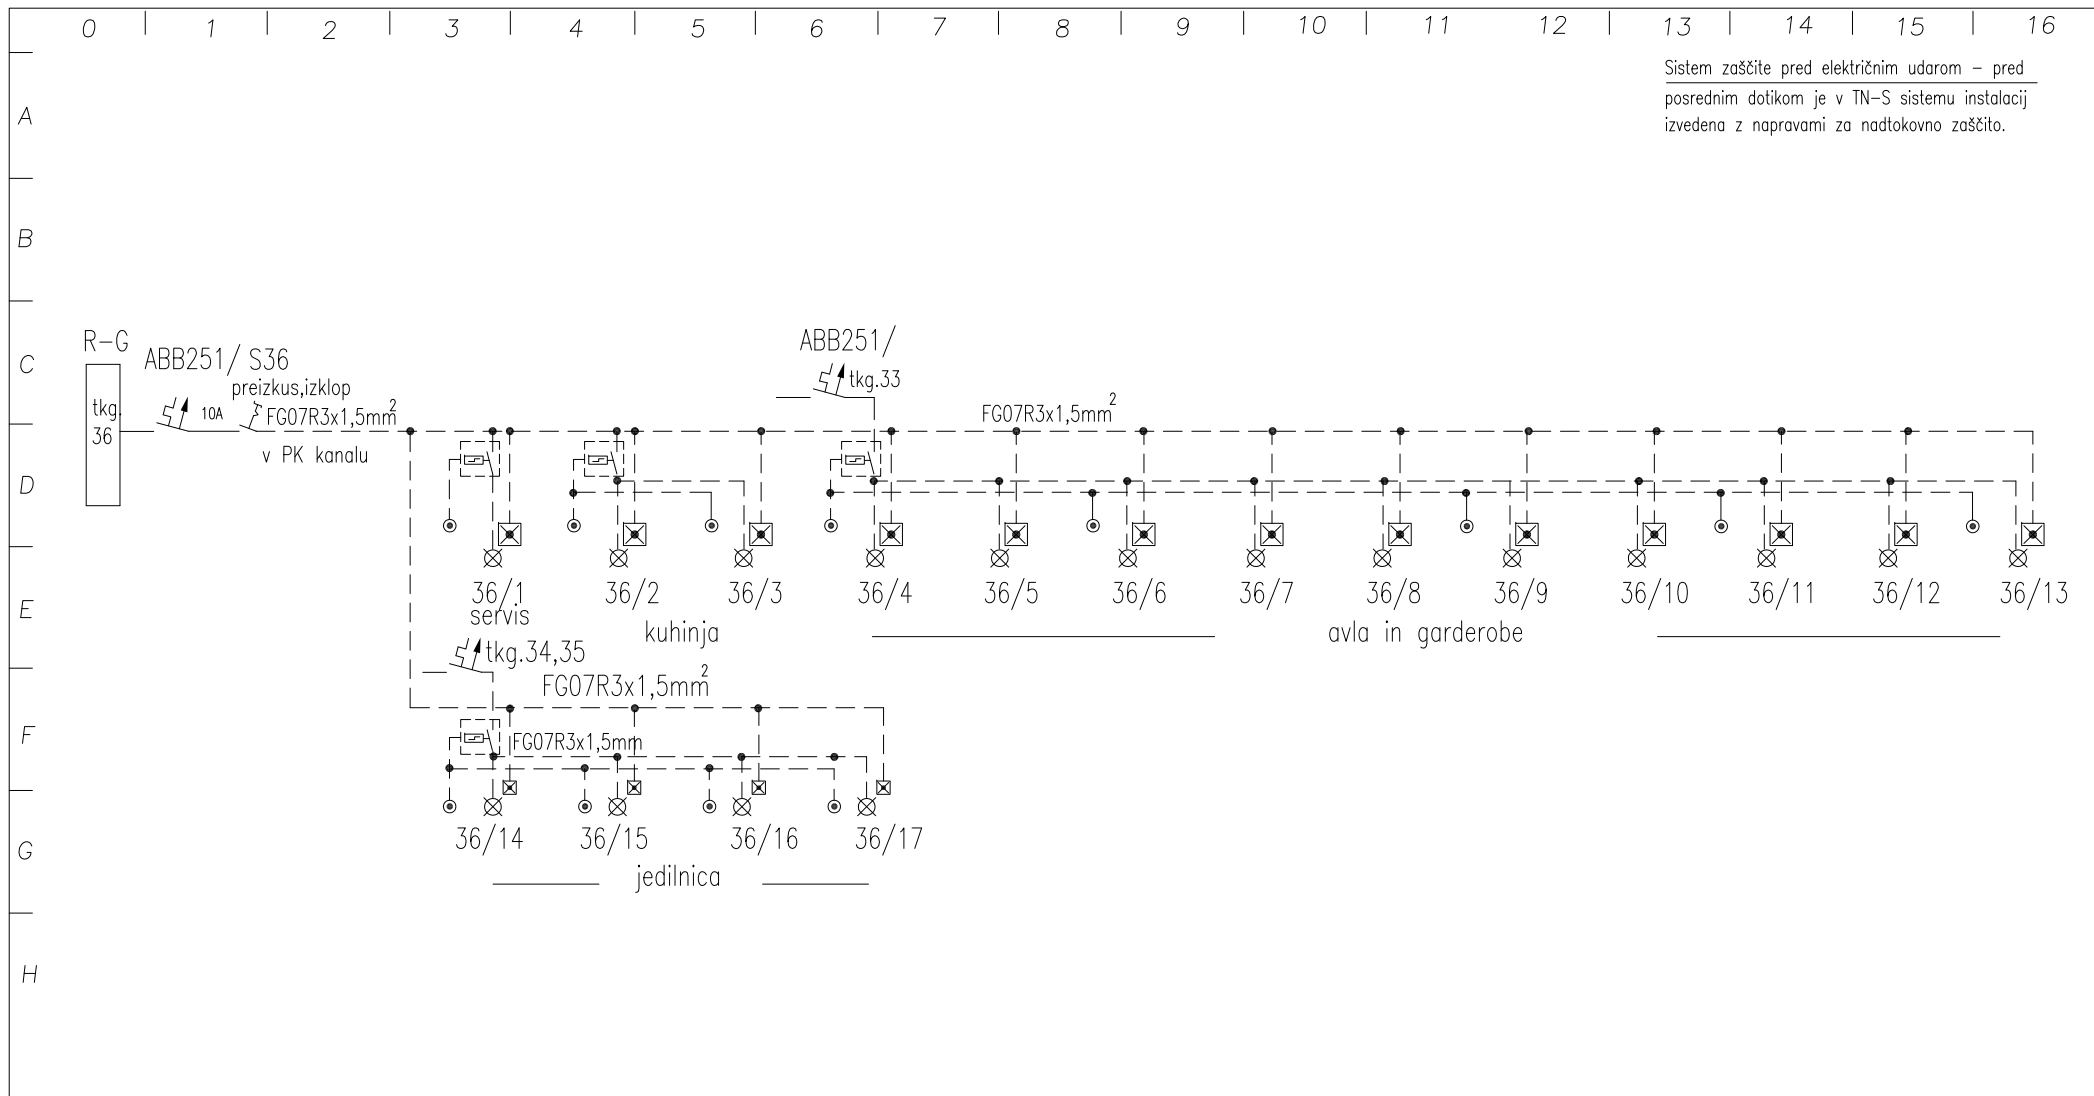 0 1 2 3 4 5 6 7 8 9 10 11 12 13 14 15 16
Sistem zaščite pred električnim udarom – pred
posrednim dotikom je v TN–S sistemu instalacij
izvedena z napravami za nadtokovno zaščito.
A
B
C
D
E
F
G
H
R–G
tkg.
36
ABB251/ S36
preizkus,izklop
10A
FG07R3x1,5mm²
v PK kanalu
ABB251/
tkg.33
FG07R3x1,5mm²
36/1 36/2 36/3 36/4 36/5 36/6 36/7 36/8 36/9 36/10 36/11 36/12 36/13
servis
kuhinja
avla in garderobe
tkg.34,35
FG07R3x1,5mm²
FG07R3x1,5mm
36/14 36/15 36/16 36/17
jedilnica